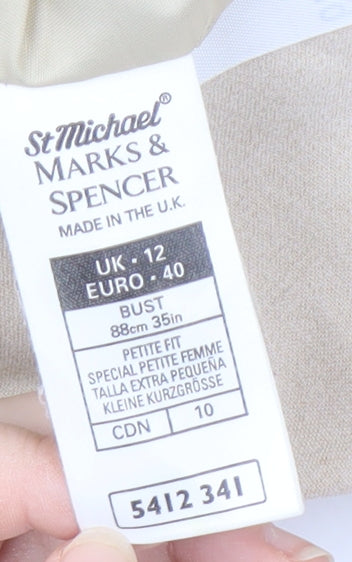 St Michael®
MARKS &
SPENCER
MADE IN THE U.K.
UK · 12
EURO · 40
BUST
88cm 35in
PETITE FIT
SPECIAL PETITE FEMME
TALLA EXTRA PEQUEÑA
KLEINE KURZGRÖSSE
CDN 10
5412 341